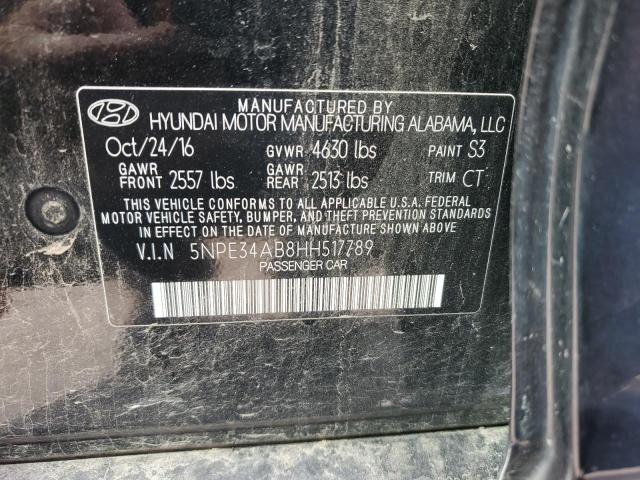 MANUFACTURED BY
HYUNDAI MOTOR MANUFACTURING ALABAMA, LLC
Oct/24/16 GVWR 4630 lbs PAINT S3
GAWR FRONT 2557 lbs GAWR REAR 2513 lbs TRIM CT
THIS VEHICLE CONFORMS TO ALL APPLICABLE U.S.A. FEDERAL
MOTOR VEHICLE SAFETY, BUMPER, AND THEFT PREVENTION STANDARDS
IN EFFECT ON THE DATE OF MANUFACTURE SHOWN ABOVE.
V.I.N 5NPE34AB8HH517789
PASSENGER CAR